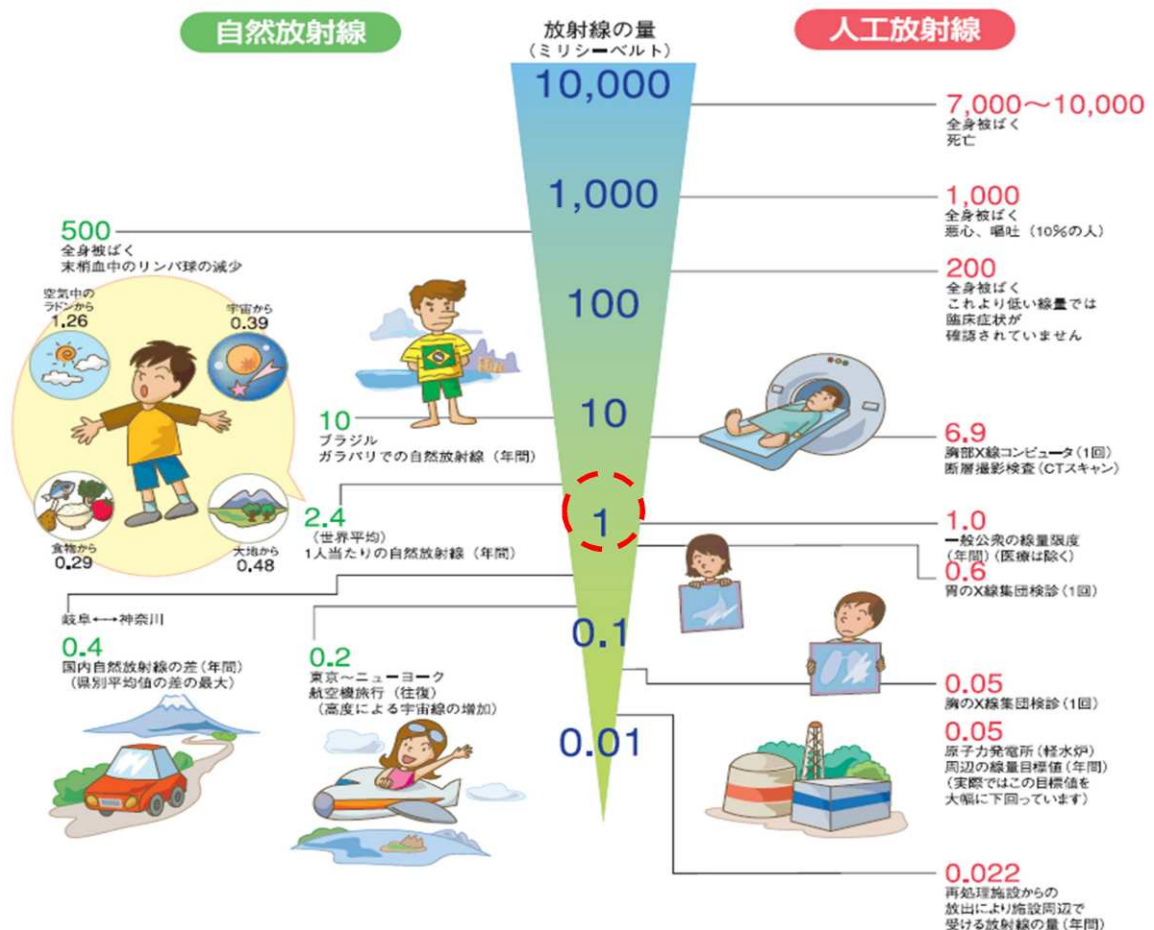 自然放射線
放射線の量
(ミリシーベルト)
人工放射線
10,000
1,000
100
10
1
0.1
0.01
500
全身被ばく
末梢血中のリンパ球の減少
空気中の
ラドンから
1.26
宇宙から
0.39
食物から
0.29
大地から
0.48
10
ブラジル
ガラパリでの自然放射線(年間)
2.4
(世界平均)
1人当たりの自然放射線(年間)
岐阜⟷神奈川
0.4
国内自然放射線の差(年間)
(県別平均値の差の最大)
0.2
東京~ニューヨーク
航空機旅行(往復)
(高度による宇宙線の増加)
7,000~10,000
全身被ばく
死亡
1,000
全身被ばく
悪心、嘔吐(10%の人)
200
全身被ばく
これより低い線量では
臨床症状が
確認されていません
6.9
胸部X線コンピュータ(1回)
断層撮影検査(CTスキャン)
1.0
一般公衆の線量限度
(年間)(医療は除く)
0.6
胃のX線集団検診(1回)
0.05
胸のX線集団検診(1回)
0.05
原子力発電所(軽水炉)
周辺の線量目標値(年間)
(実際ではこの目標値を
大幅に下回っています)
0.022
再処理施設からの
放出により施設周辺で
受ける放射線の量(年間)